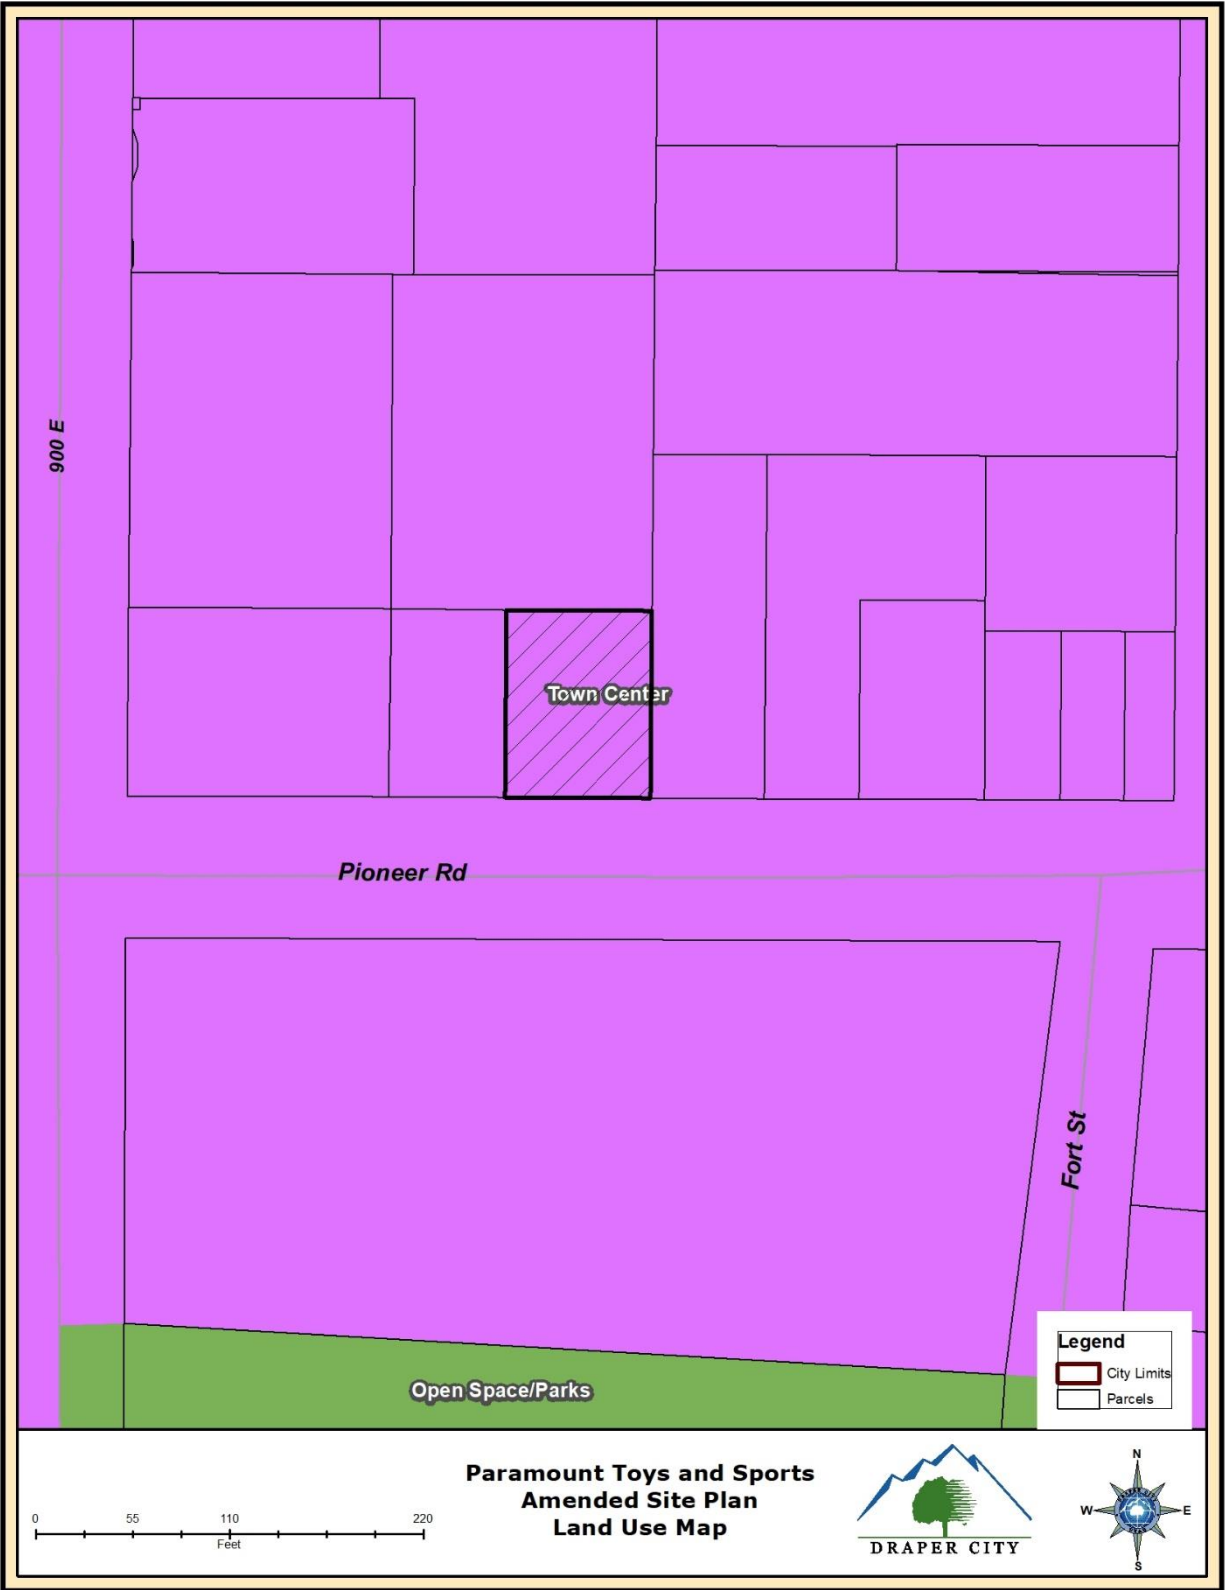 900 E
Town Center
Pioneer Rd
Fort St
Open Space/Parks
Legend
City Limits
Parcels
0 55 110 220
Feet
Paramount Toys and Sports
Amended Site Plan
Land Use Map
DRAPER CITY
N
W E
S